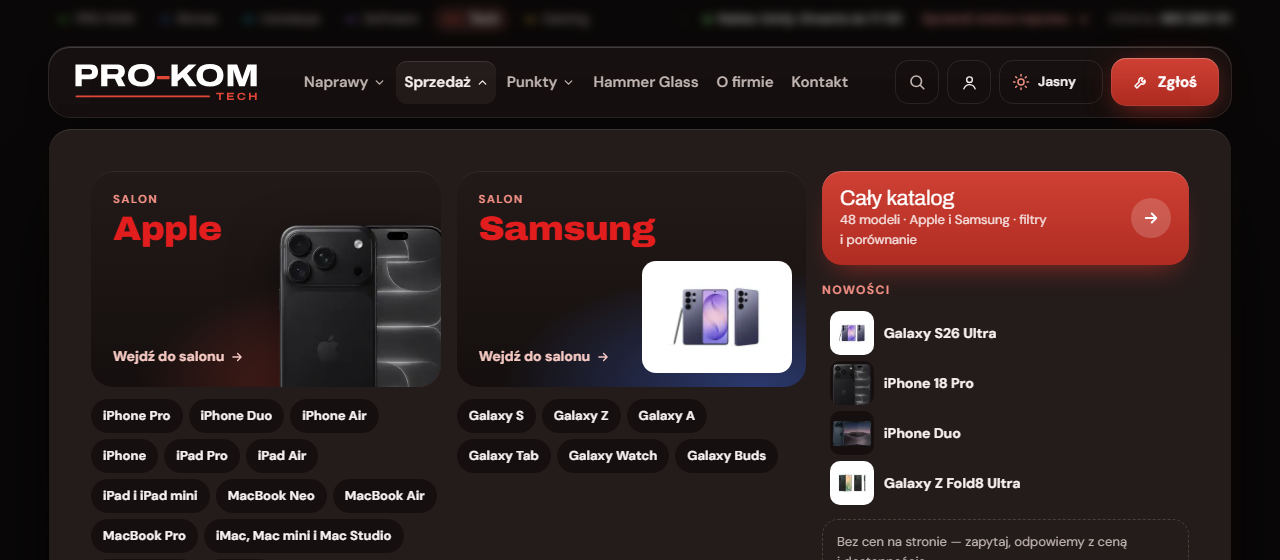 PRO-KOM
TECH
Naprawy
Sprzedaż
Punkty
Hammer Glass
O firmie
Kontakt
Jasny
Zgłoś
SALON
Apple
Wejdź do salonu →
iPhone Pro
iPhone Duo
iPhone Air
iPhone
iPad Pro
iPad Air
iPad i iPad mini
MacBook Neo
MacBook Air
MacBook Pro
iMac, Mac mini i Mac Studio
SALON
Samsung
Wejdź do salonu →
Galaxy S
Galaxy Z
Galaxy A
Galaxy Tab
Galaxy Watch
Galaxy Buds
Cały katalog
48 modeli · Apple i Samsung · filtry
i porównanie
NOWOŚCI
Galaxy S26 Ultra
iPhone 18 Pro
iPhone Duo
Galaxy Z Fold8 Ultra
Bez cen na stronie — zapytaj, odpowiemy z ceną